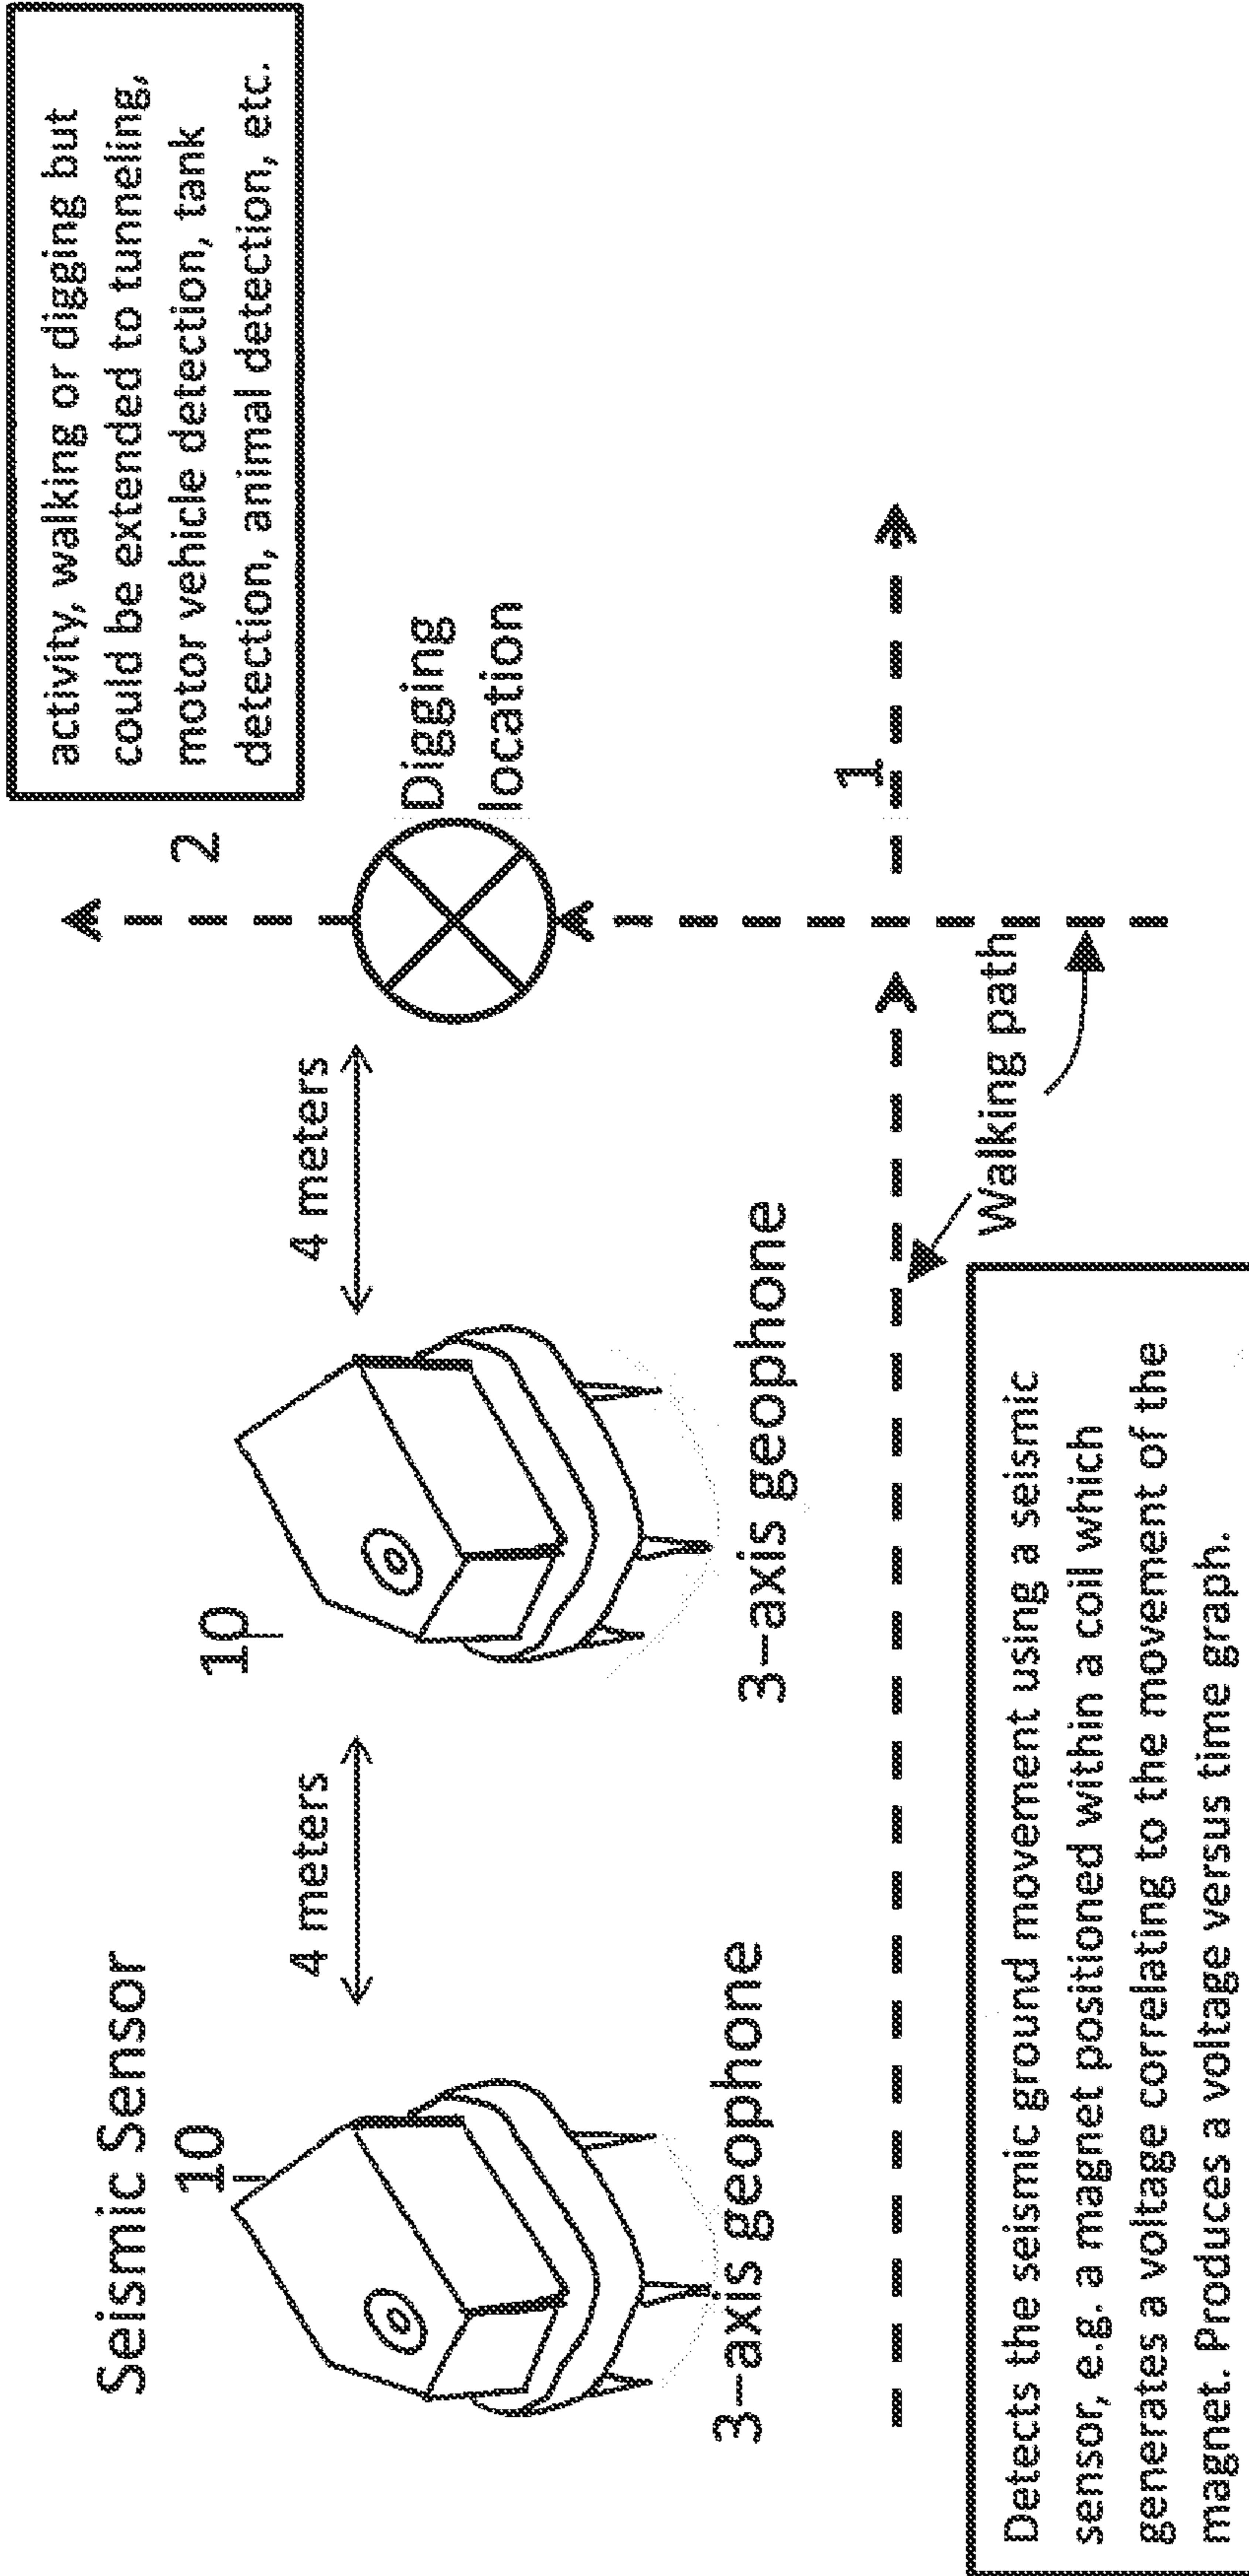 Seismic Sensor
10
4 meters
10
4 meters
2
activity, walking or digging but
could be extended to tunneling,
motor vehicle detection, tank
detection, animal detection, etc.
Digging
location
3-axis geophone
3-axis geophone
1
Walking path
Detects the seismic ground movement using a seismic
sensor, e.g. a magnet positioned within a coil which
generates a voltage correlating to the movement of the
magnet. Produces a voltage versus time graph.